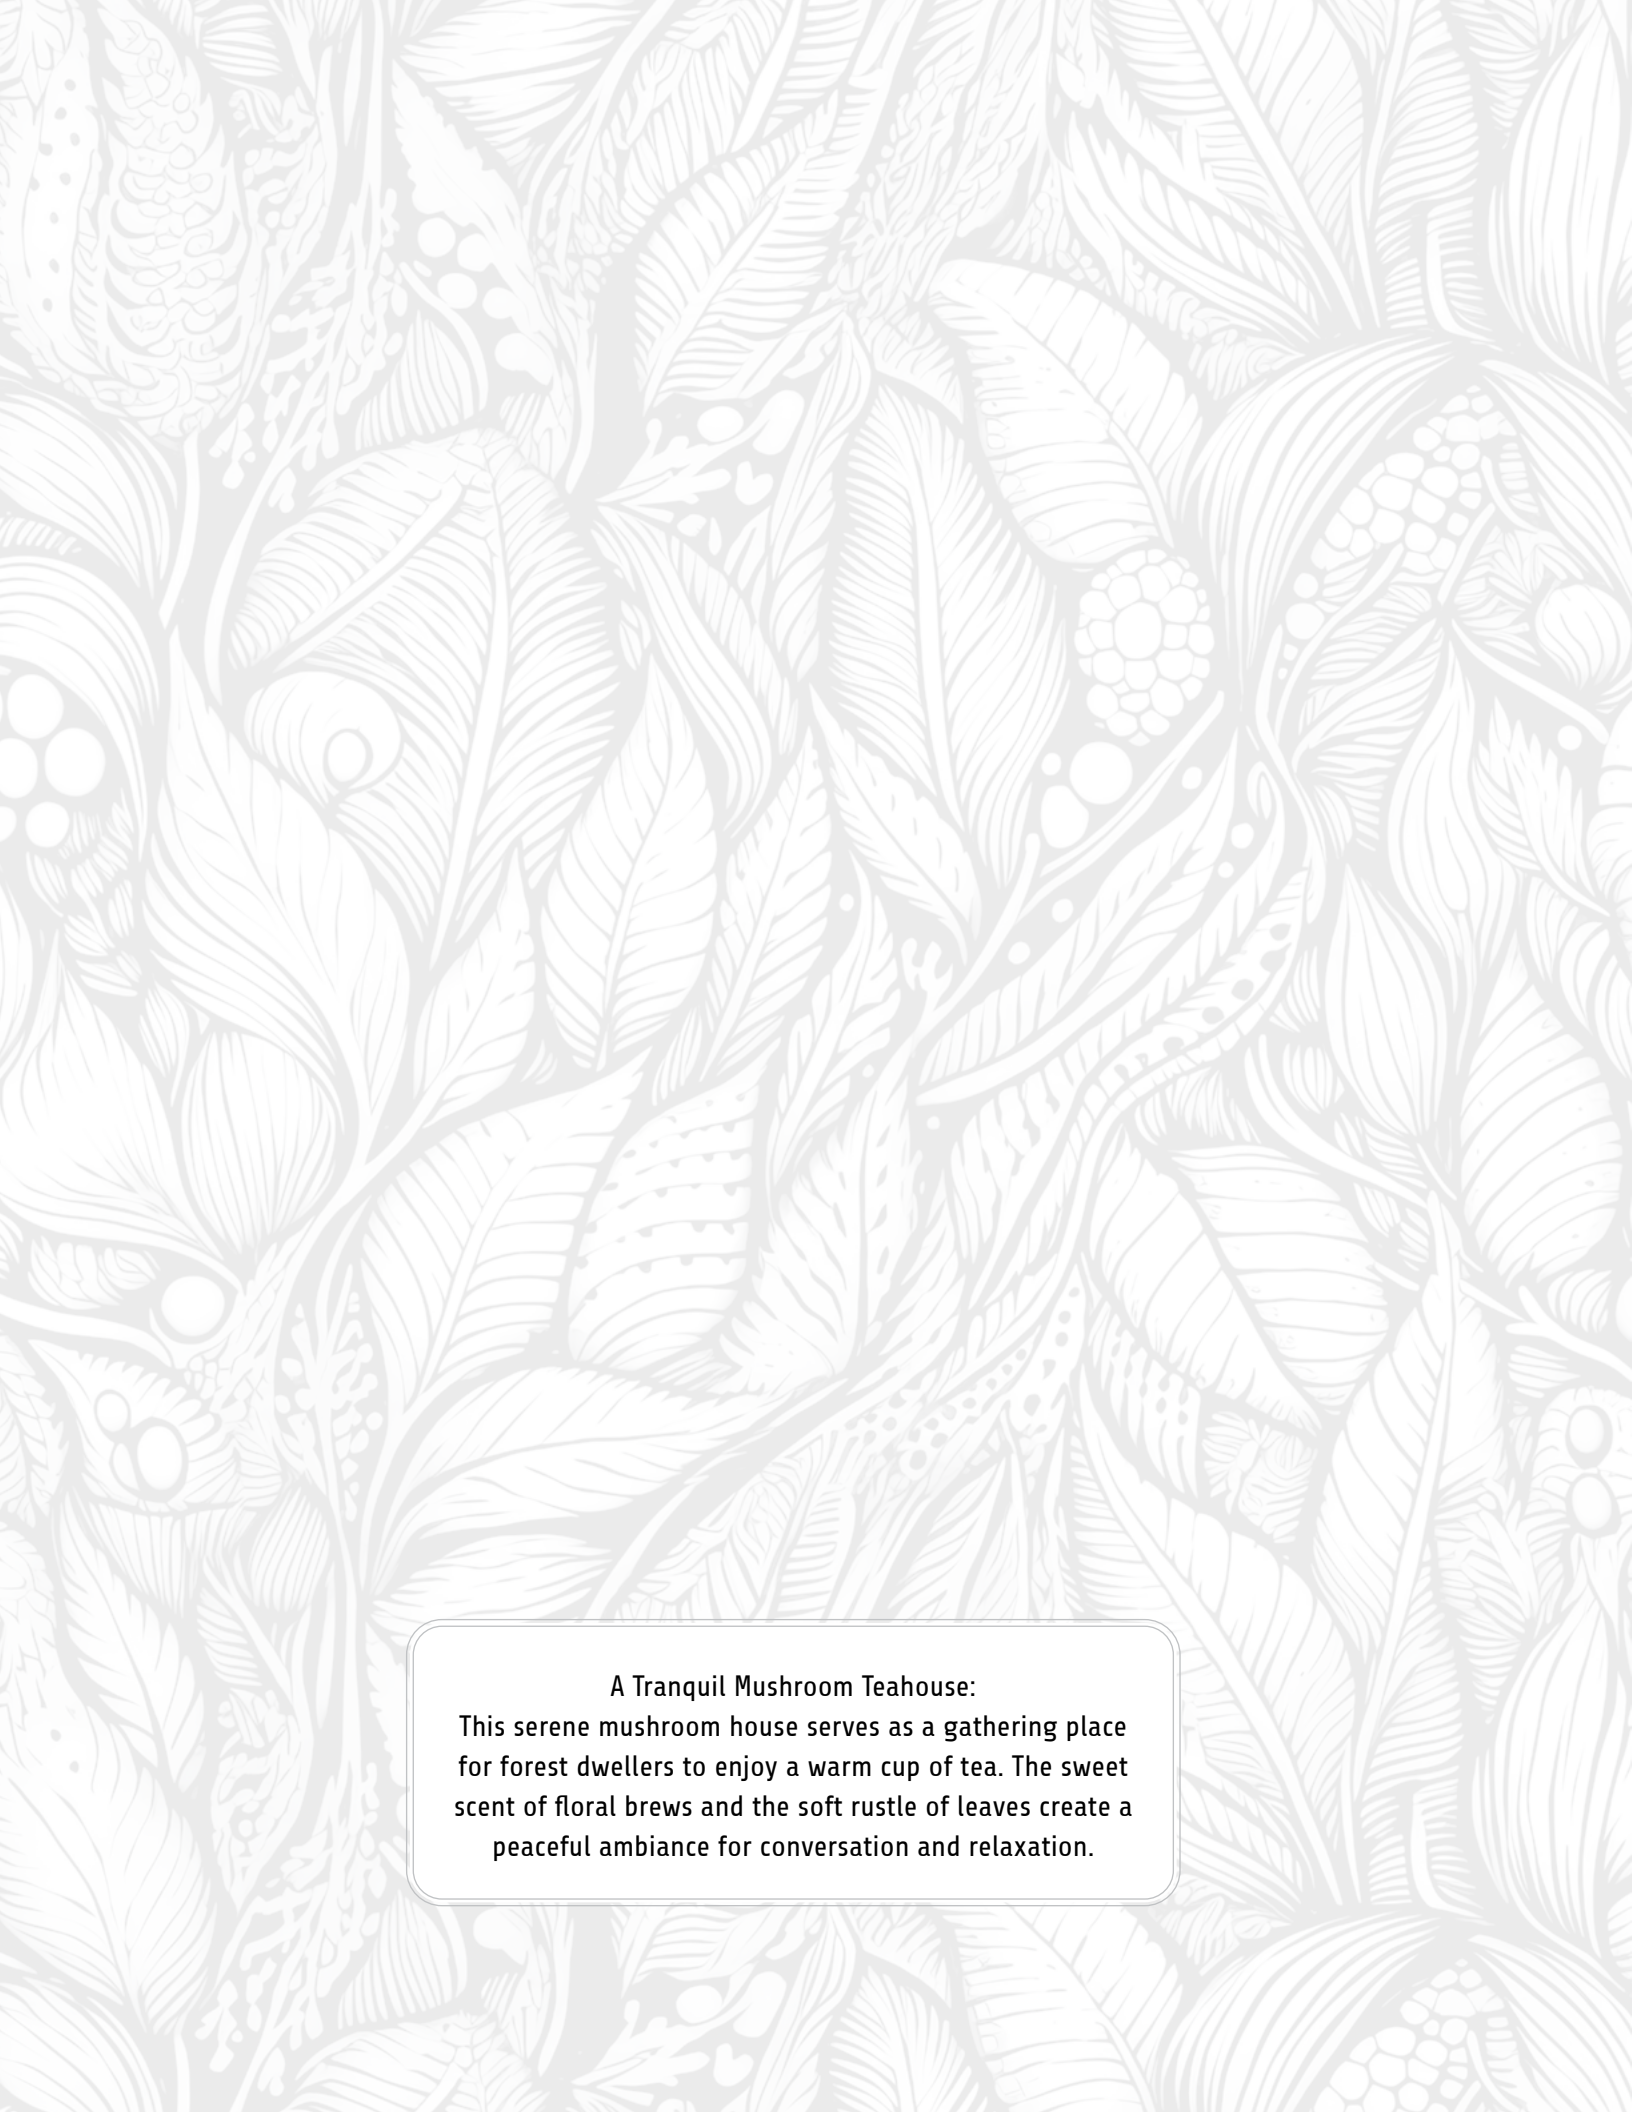 A Tranquil Mushroom Teahouse:
This serene mushroom house serves as a gathering place
for forest dwellers to enjoy a warm cup of tea. The sweet
scent of floral brews and the soft rustle of leaves create a
peaceful ambiance for conversation and relaxation.